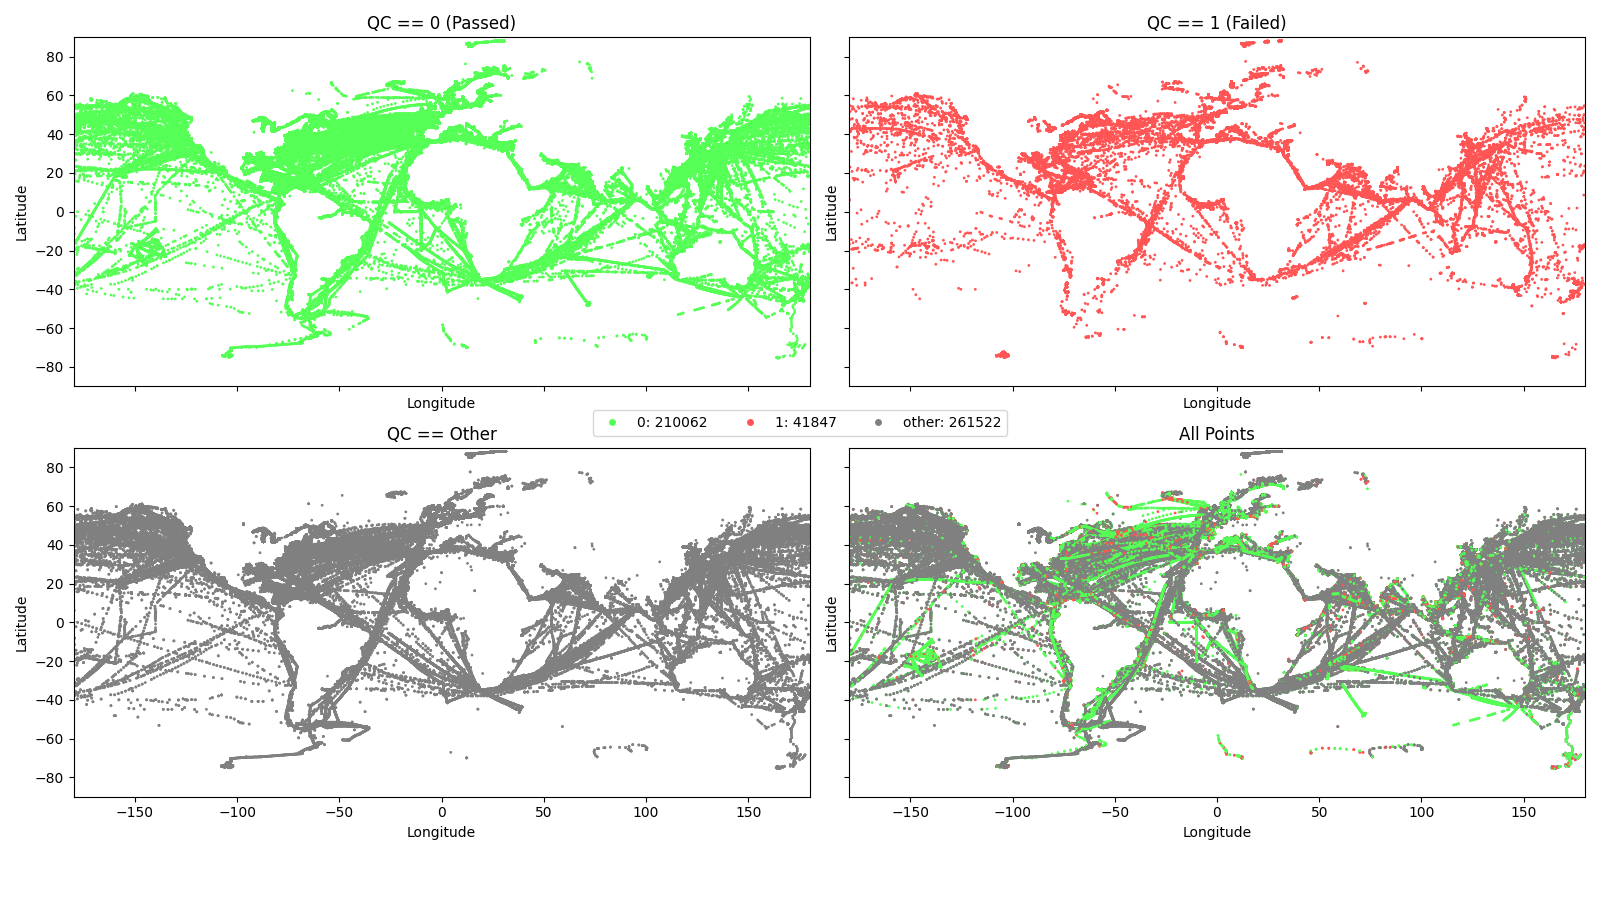 QC == 0 (Passed)
QC == 1 (Failed)
80
60
40
20
0
−20
−40
−60
−80
Latitude
Latitude
Longitude
Longitude
0: 210062 1: 41847 other: 261522
QC == Other
All Points
80
60
40
20
0
−20
−40
−60
−80
Latitude
Latitude
−150 −100 −50 0 50 100 150
−150 −100 −50 0 50 100 150
Longitude
Longitude